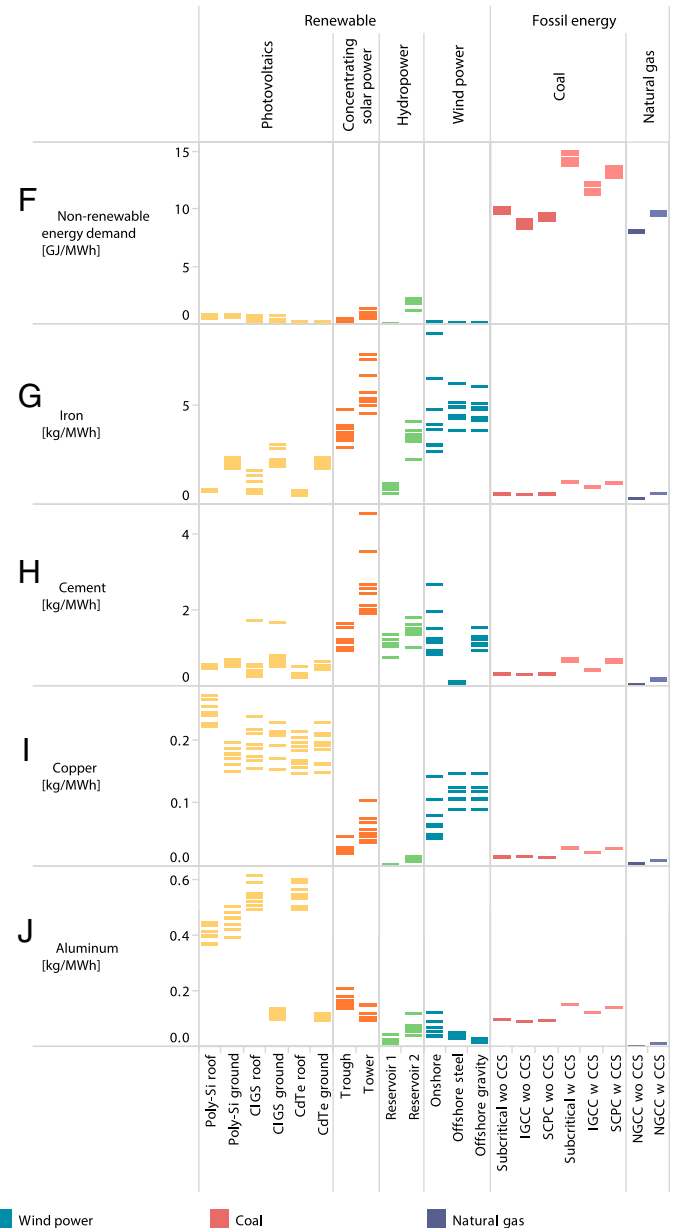 Renewable
Fossil energy
Photovoltaics
Concentrating
solar power
Hydropower
Wind power
Coal
Natural gas
F
Non-renewable
energy demand
[GJ/MWh]
15
10
5
0
G
Iron
[kg/MWh]
5
0
H
Cement
[kg/MWh]
4
2
0
I
Copper
[kg/MWh]
0.2
0.1
0.0
J
Aluminum
[kg/MWh]
0.6
0.4
0.2
0.0
Poly-Si roof
Poly-Si ground
CIGS roof
CIGS ground
CdTe roof
CdTe ground
Trough
Tower
Reservoir 1
Reservoir 2
Onshore
Offshore steel
Offshore gravity
Subcritical wo CCS
IGCC wo CCS
SCPC wo CCS
Subcritical w CCS
IGCC w CCS
SCPC w CCS
NGCC wo CCS
NGCC w CCS
Wind power
Coal
Natural gas